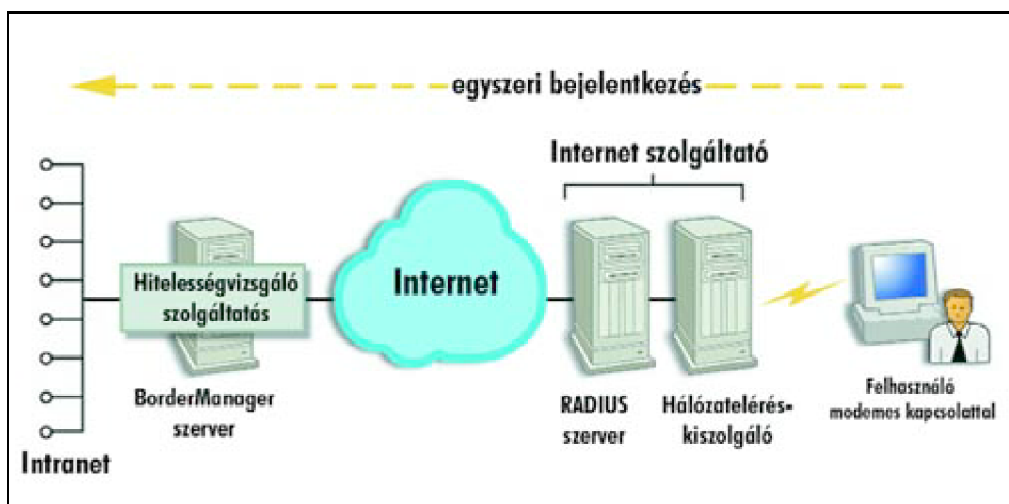 egyszeri bejelentkezés
Internet szolgáltató
Hitelességvizsgáló
szolgáltatás
Internet
BorderManager
szerver
RADIUS
szerver
Hálózatelérés-
kiszolgáló
Felhasználó
modemes kapcsolattal
Intranet